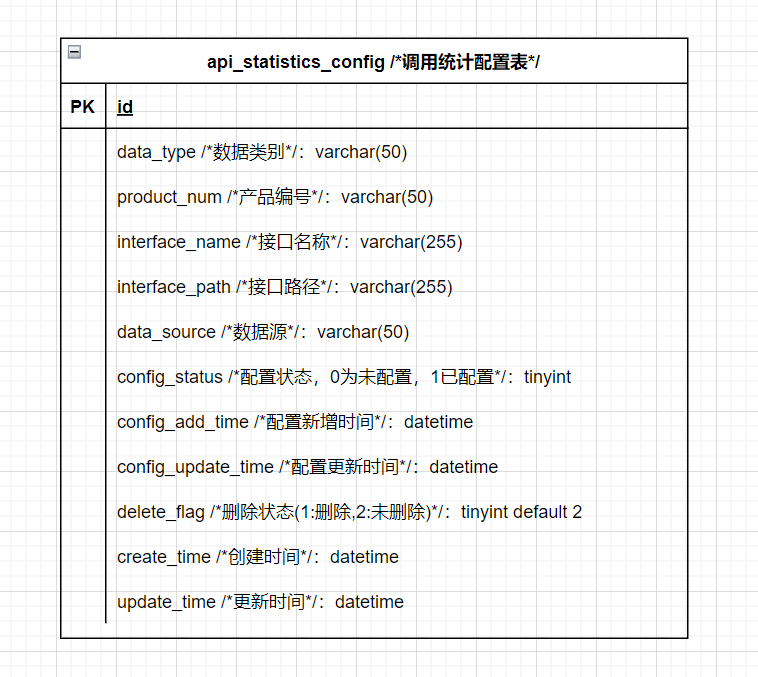 api_statistics_config /*调用统计配置表*/
PK id
data_type /*数据类别*/：varchar(50)
product_num /*产品编号*/：varchar(50)
interface_name /*接口名称*/：varchar(255)
interface_path /*接口路径*/：varchar(255)
data_source /*数据源*/：varchar(50)
config_status /*配置状态，0为未配置，1已配置*/：tinyint
config_add_time /*配置新增时间*/：datetime
config_update_time /*配置更新时间*/：datetime
delete_flag /*删除状态(1:删除,2:未删除)*/：tinyint default 2
create_time /*创建时间*/：datetime
update_time /*更新时间*/：datetime